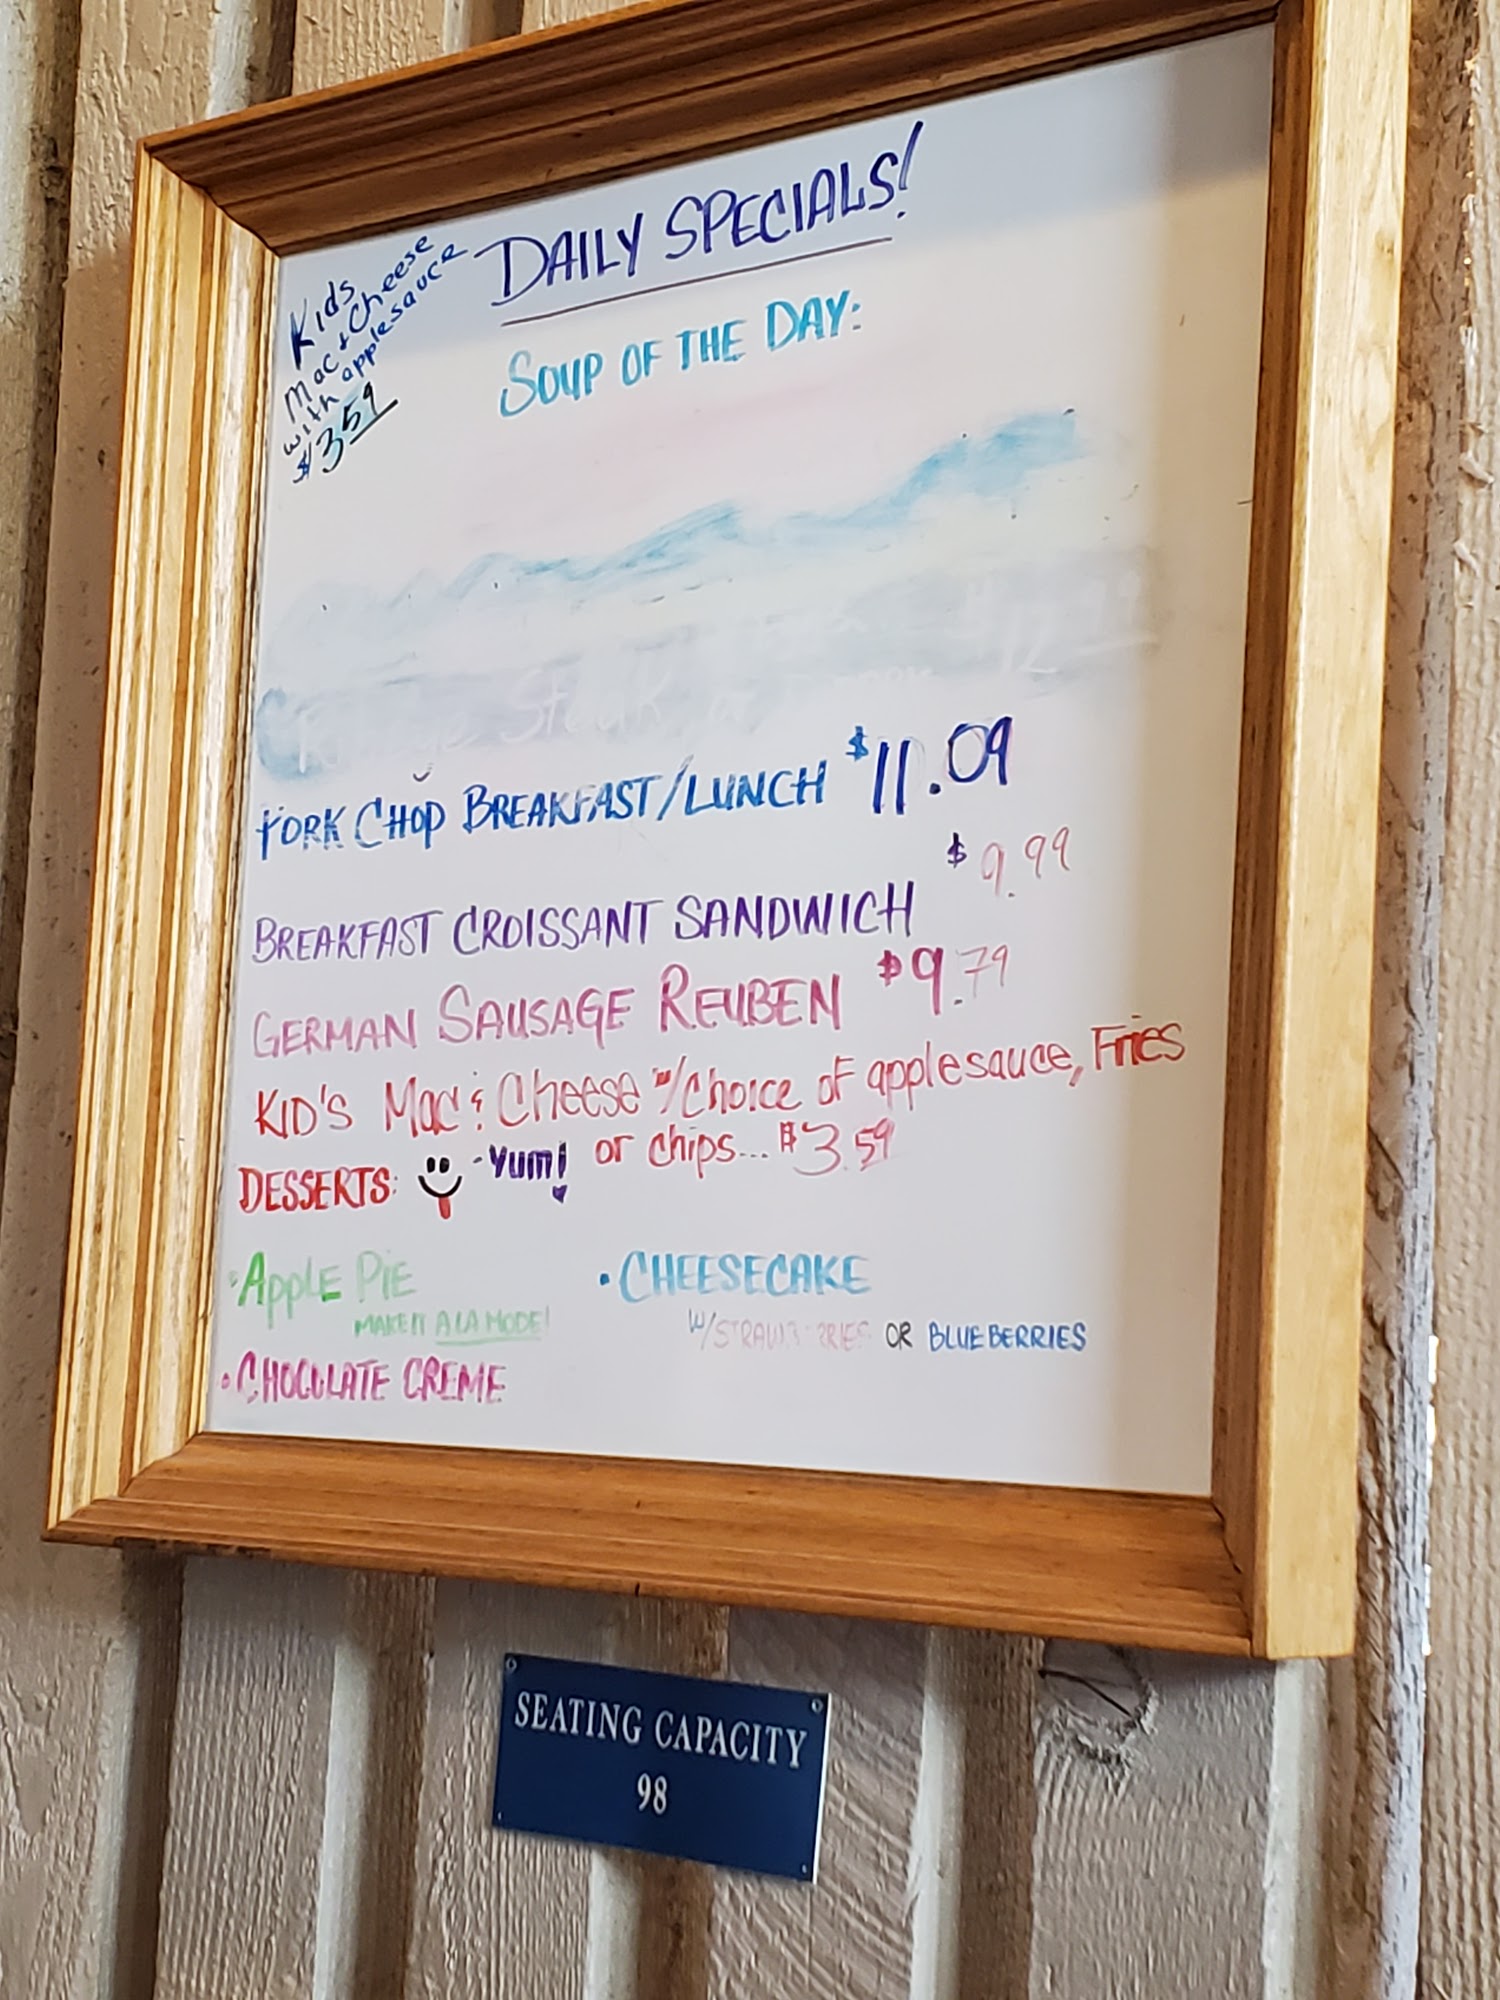 DAILY SPECIALS!
Kids
Mac + Cheese
with applesauce
$3.59
SOUP OF THE DAY:
Steak
PORK CHOP BREAKFAST/LUNCH $11.09
BREAKFAST CROISSANT SANDWICH $9.99
GERMAN SAUSAGE REUBEN $9.79
KID'S Mac & Cheese w/choice of applesauce, Fries
or chips... $3.59
DESSERTS: -Yum!
• Apple Pie
MAKE IT A LA MODE!
• CHEESECAKE
W/STRAWBERRIES OR BLUEBERRIES
• CHOCOLATE CREME
SEATING CAPACITY
98